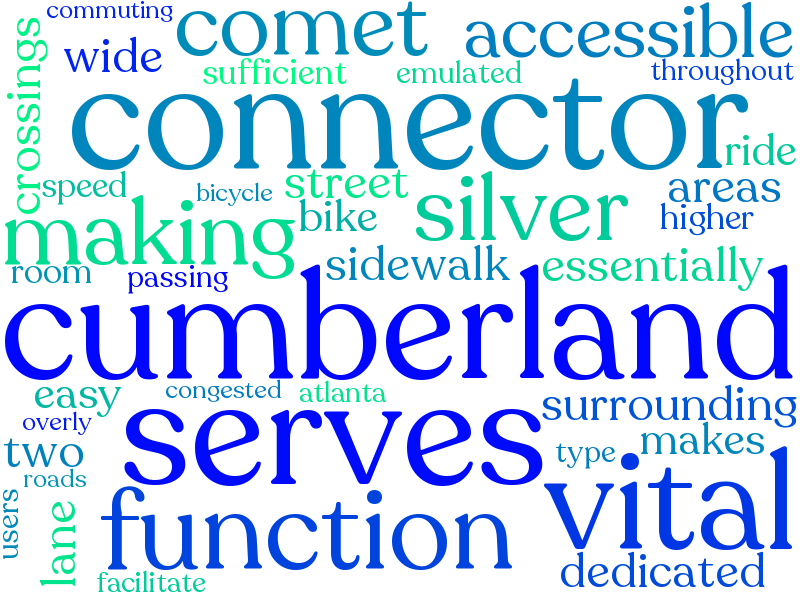 commuting
comet
accessible
wide
sufficient
emulated
throughout
crossings
connector
ride
speed
bicycle
street
areas
making
bike
silver
higher
room
passing
sidewalk
essentially
cumberland
easy
congested
atlanta
surrounding
overly
serves
two
type
makes
roads
vital
users
lane
function
dedicated
facilitate